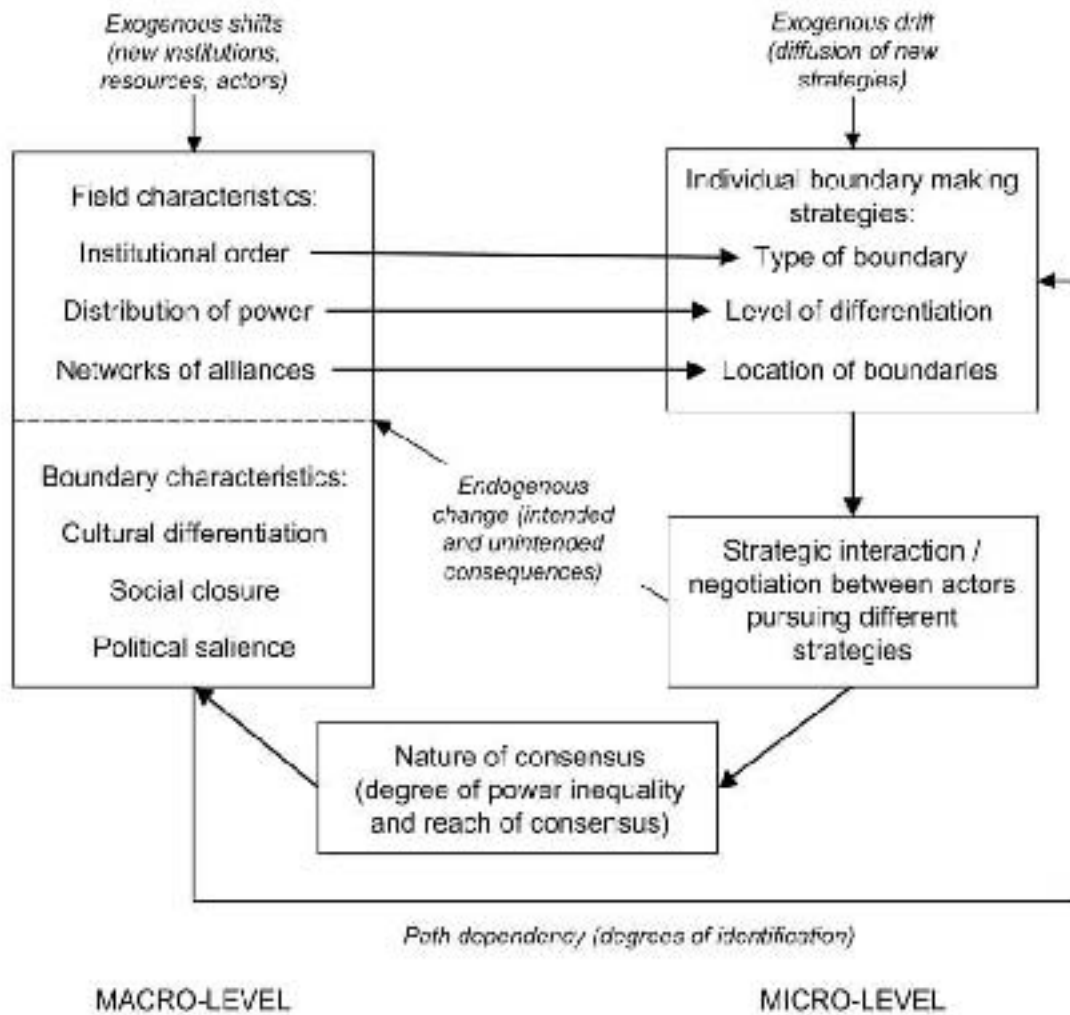 Exogenous shifts
(new institutions,
resources, actors)
Exogenous drift
(diffusion of new
strategies)
Field characteristics:
Institutional order
Distribution of power
Networks of alliances
Boundary characteristics:
Cultural differentiation
Social closure
Political salience
Individual boundary making
strategies:
Type of boundary
Level of differentiation
Location of boundaries
Endogenous
change (intended
and unintended
consequences)
Strategic interaction /
negotiation between actors
pursuing different
strategies
Nature of consensus
(degree of power inequality
and reach of consensus)
Path dependency (degrees of identification)
MACRO-LEVEL
MICRO-LEVEL